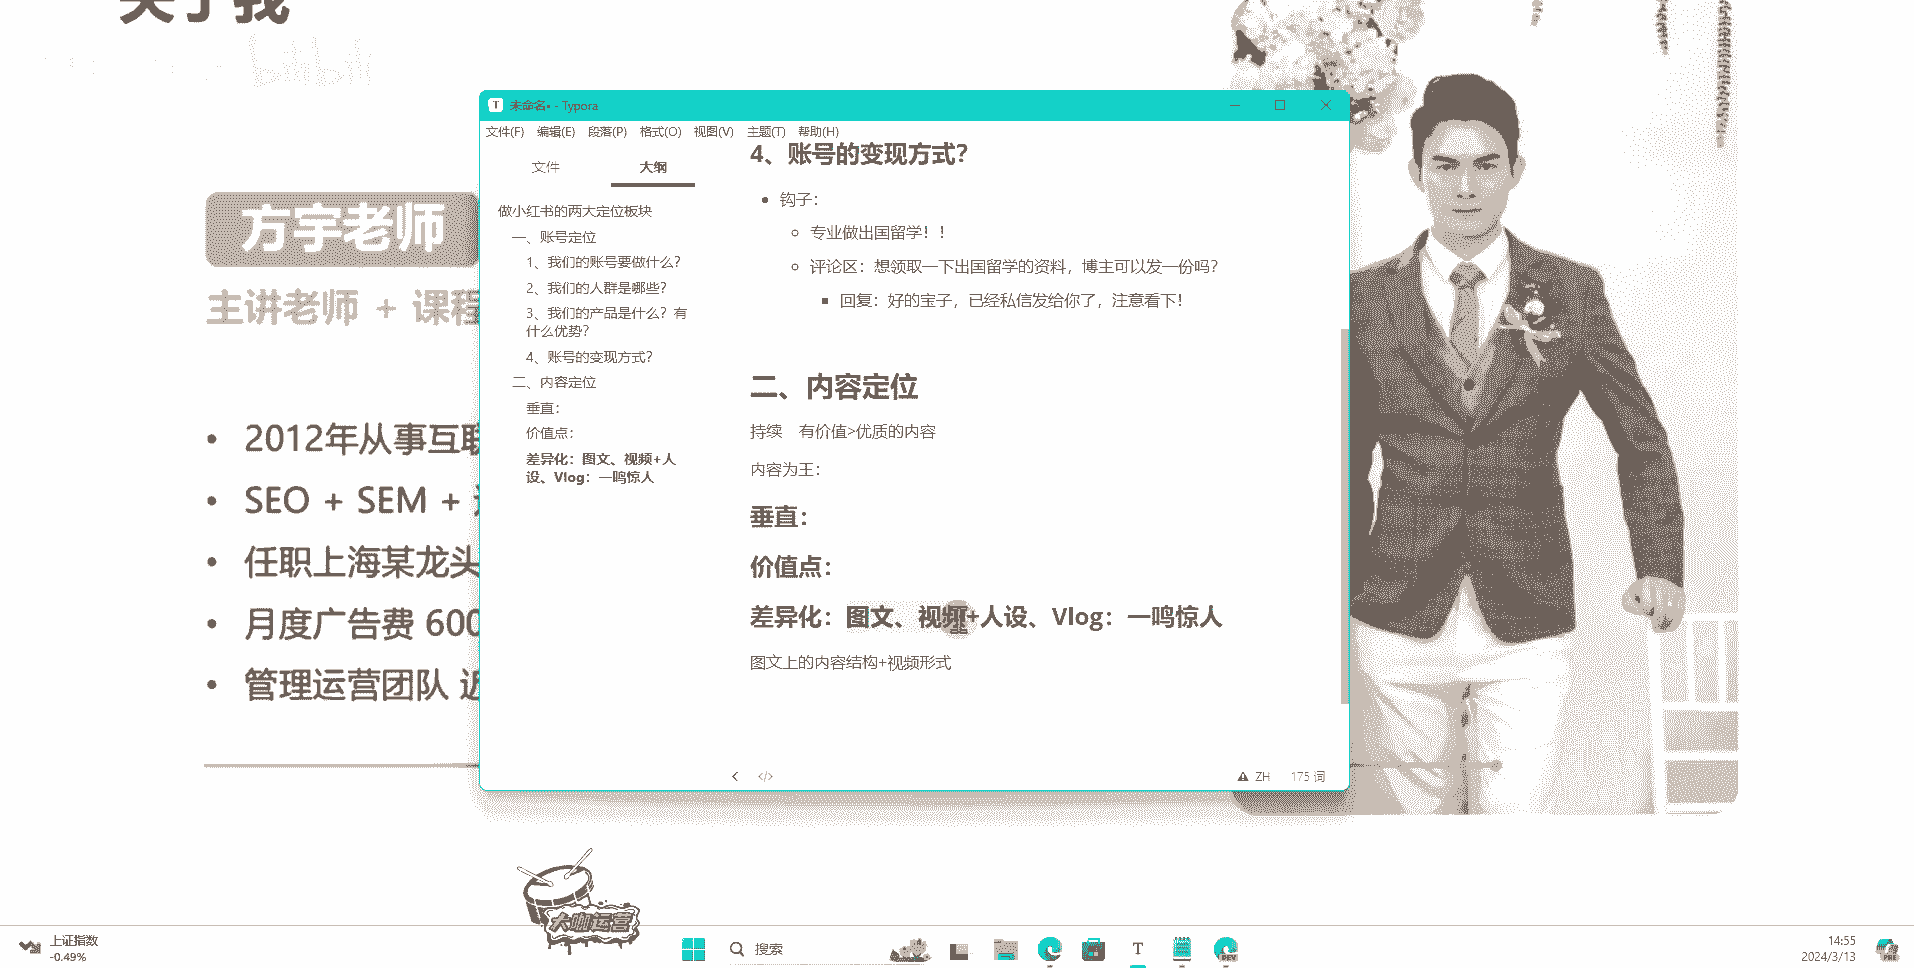 关于我
bilibili
方宇老师
主讲老师 + 课程
2012年从事互联
SEO + SEM +
任职上海某龙头
月度广告费 600
管理运营团队 近
未命名• - Typora
文件(F) 编辑(E) 段落(P) 格式(O) 视图(V) 主题(T) 帮助(H)
文件 大纲
做小红书的两大定位板块
一、账号定位
1、我们的账号要做什么？
2、我们的人群是哪些？
3、我们的产品是什么？有
什么优势？
4、账号的变现方式？
二、内容定位
垂直：
价值点：
差异化：图文、视频+人
设、Vlog：一鸣惊人
4、账号的变现方式？
钩子：
专业做出国留学！！
评论区：想领取一下出国留学的资料，博主可以发一份吗？
回复：好的宝子，已经私信发给你了，注意看下！
二、内容定位
持续 有价值>优质的内容
内容为王：
垂直：
价值点：
差异化：图文、视频+人设、Vlog：一鸣惊人
图文上的内容结构+视频形式
ZH 175 词
大咖运营
上证指数
-0.49%
搜索
14:55
2024/3/13